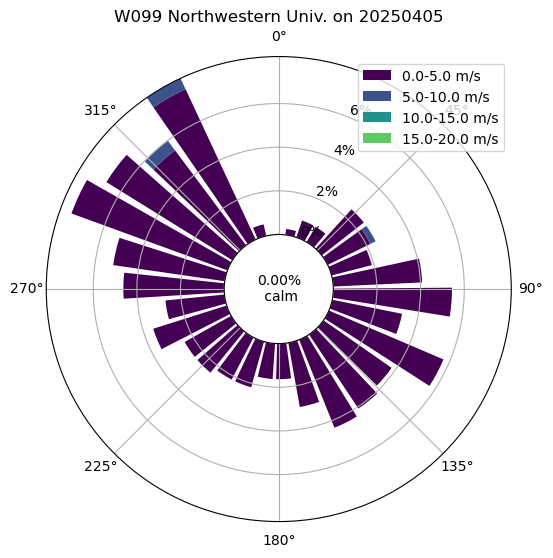 W099 Northwestern Univ. on 20250405
0°
315°
45°
0.0-5.0 m/s
5.0-10.0 m/s
10.0-15.0 m/s
15.0-20.0 m/s
6%
4%
2%
0%
270°
0.00%
calm
90°
225°
135°
180°